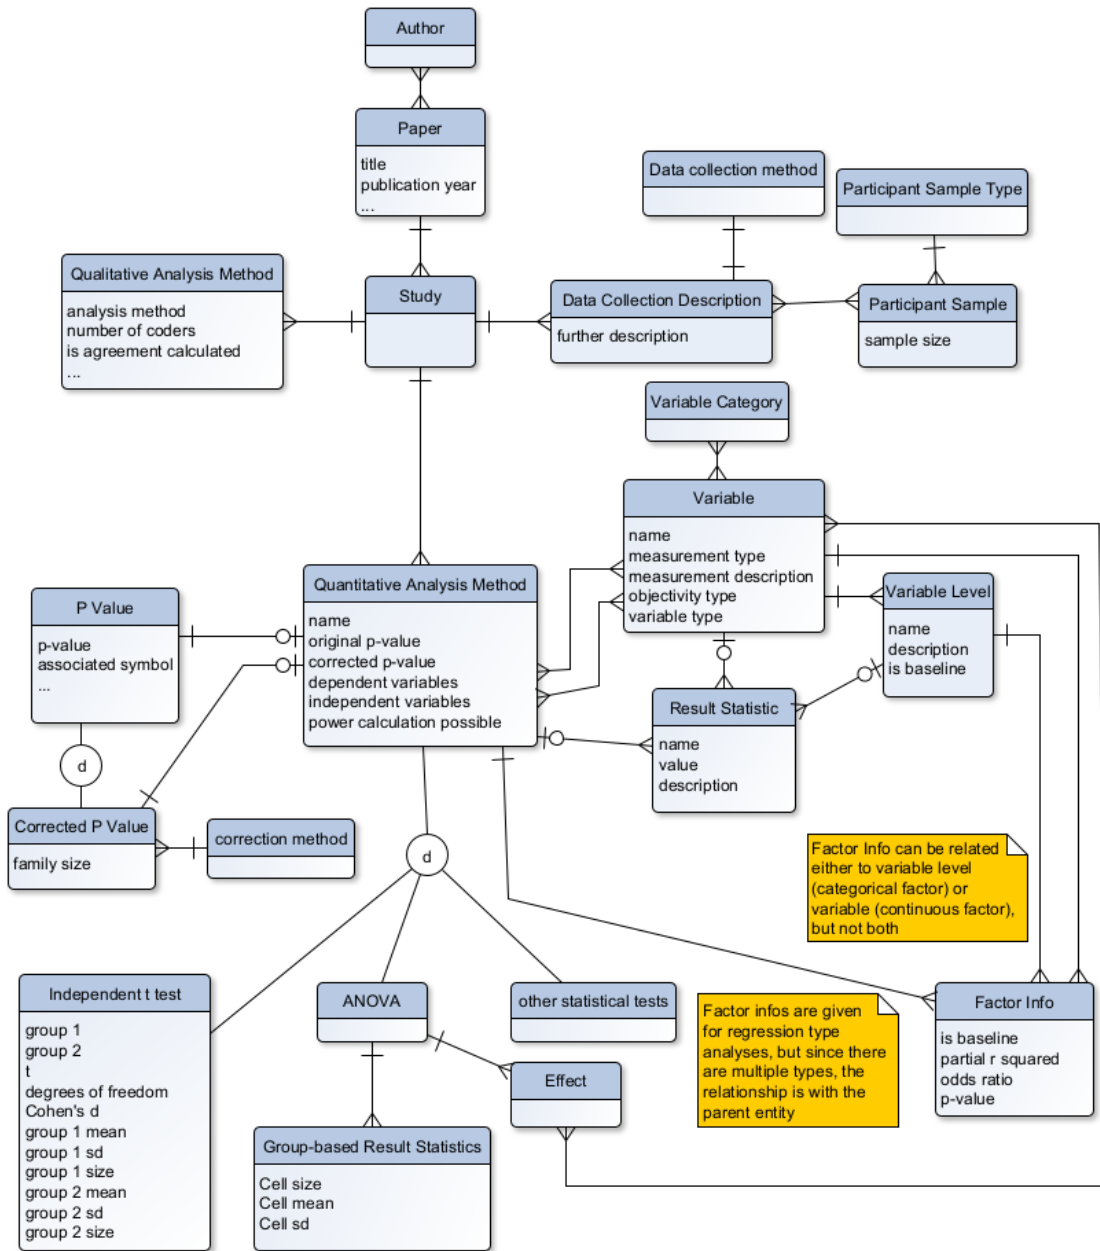 Author
Paper
title
publication year
...
Data collection method
Participant Sample Type
Qualitative Analysis Method
analysis method
number of coders
is agreement calculated
...
Study
Data Collection Description
further description
Participant Sample
sample size
Variable Category
Variable
name
measurement type
measurement description
objectivity type
variable type
Quantitative Analysis Method
name
original p-value
corrected p-value
dependent variables
independent variables
power calculation possible
Variable Level
name
description
is baseline
P Value
p-value
associated symbol
...
Result Statistic
name
value
description
d
Corrected P Value
family size
correction method
d
Factor Info can be related
either to variable level
(categorical factor) or
variable (continuous factor),
but not both
Independent t test
group 1
group 2
t
degrees of freedom
Cohen's d
group 1 mean
group 1 sd
group 1 size
group 2 mean
group 2 sd
group 2 size
ANOVA
other statistical tests
Factor infos are given
for regression type
analyses, but since there
are multiple types, the
relationship is with the
parent entity
Factor Info
is baseline
partial r squared
odds ratio
p-value
Effect
Group-based Result Statistics
Cell size
Cell mean
Cell sd